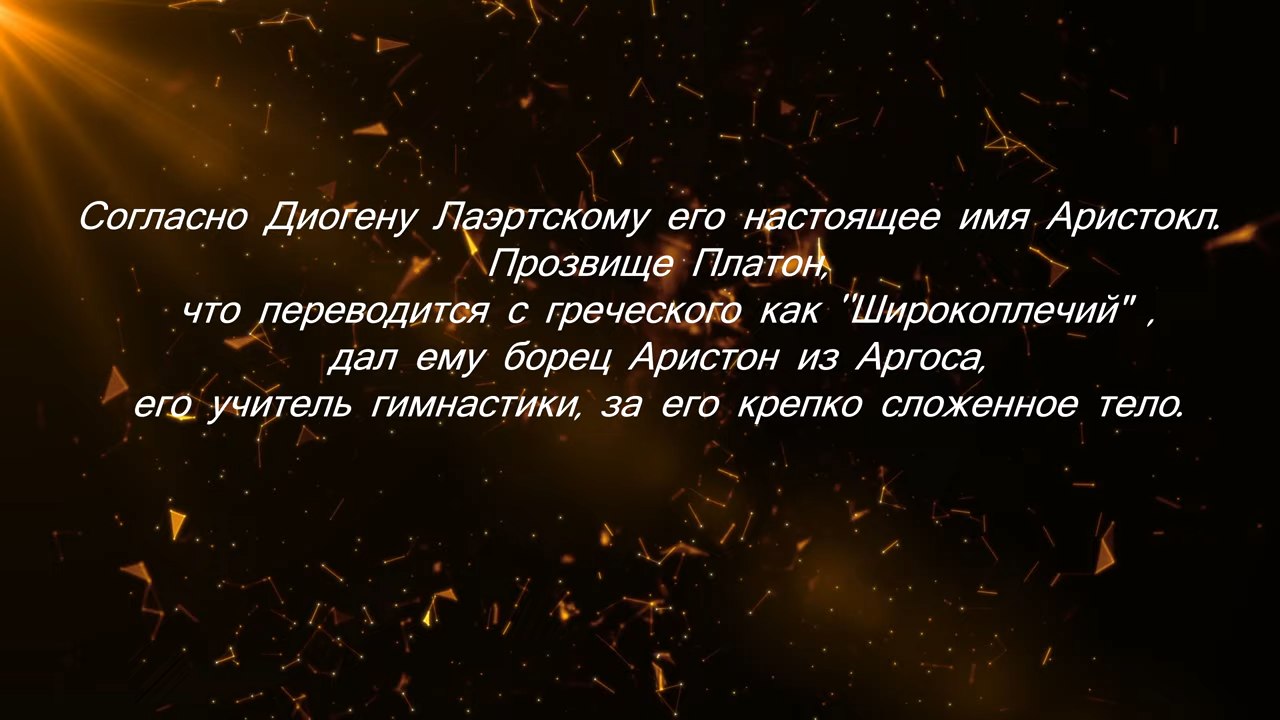 Согласно Диогену Лаэртскому его настоящее имя Аристокл.
Прозвище Платон,
что переводится с греческого как "Широкоплечий" ,
дал ему борец Аристон из Аргоса,
его учитель гимнастики, за его крепко сложенное тело.